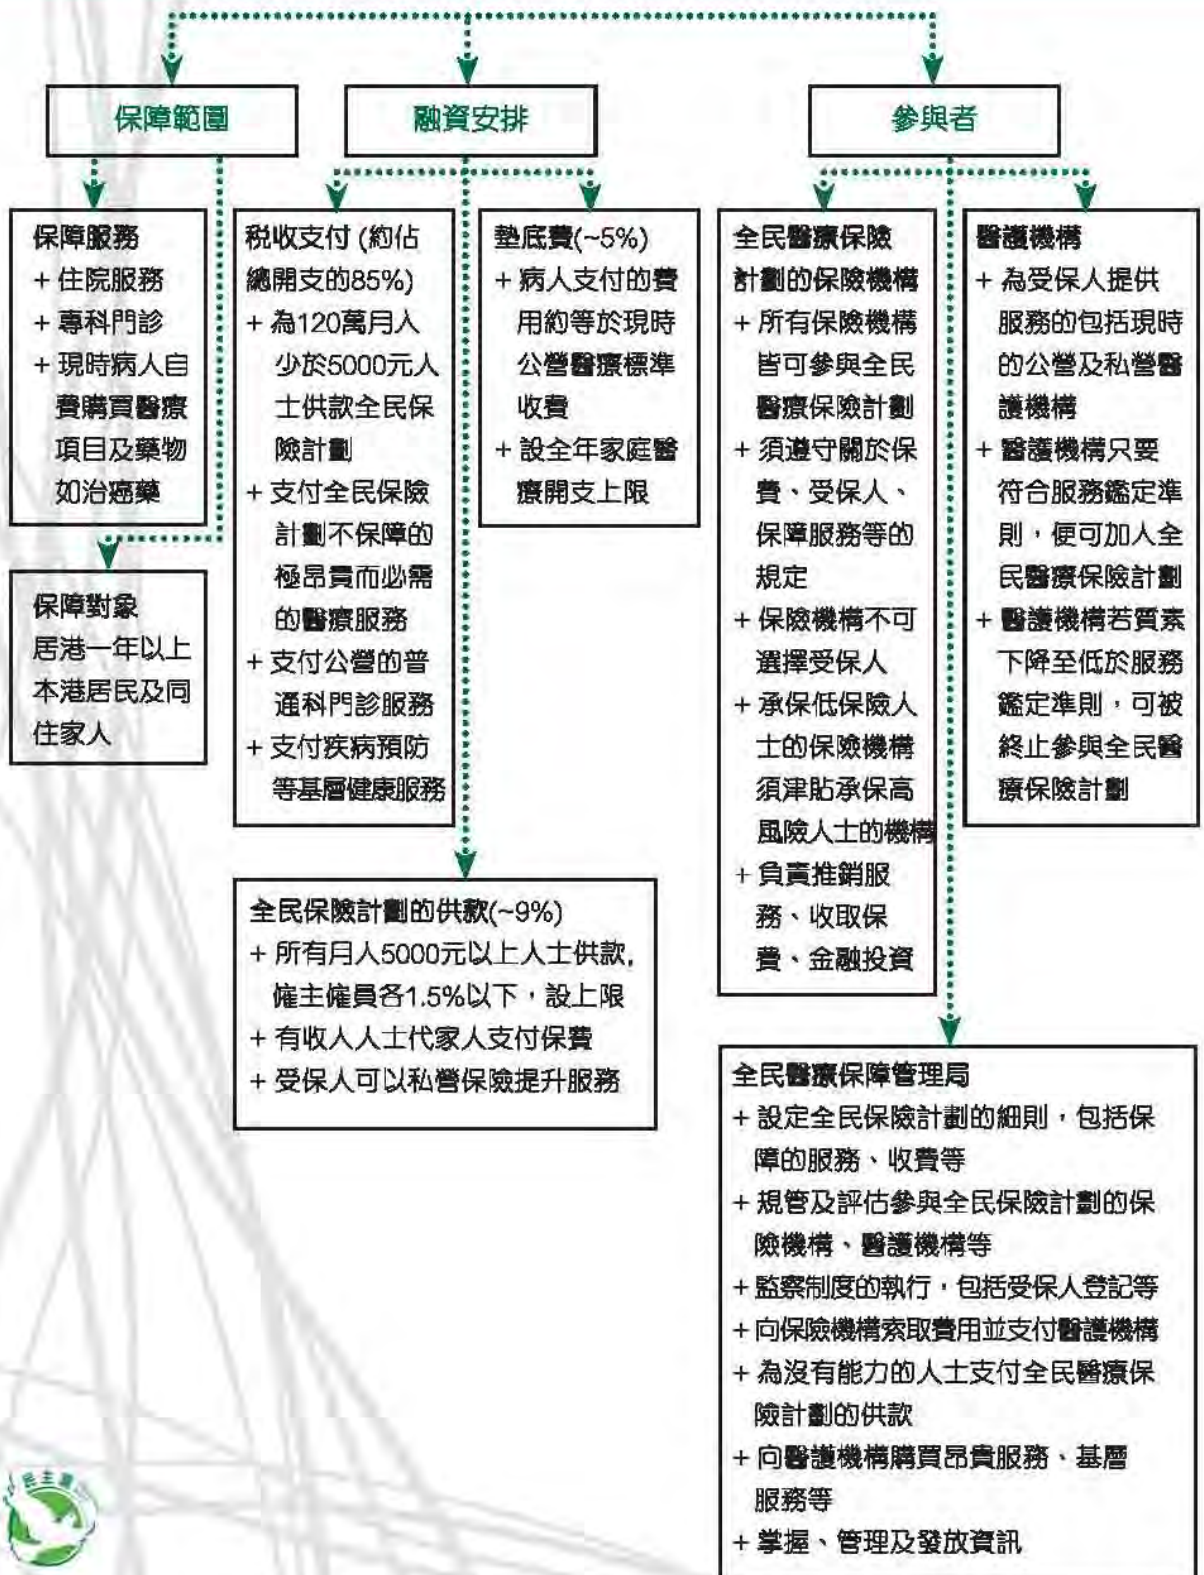 保障範圍
融資安排
參與者
保障服務
+ 住院服務
+ 專科門診
+ 現時病人自
費購買醫療
項目及藥物
如治癌藥
保障對象
居港一年以上
本港居民及同
住家人
税收支付 (約佔
總開支的85%)
+ 為120萬月入
少於5000元人
士供款全民保
險計劃
+ 支付全民保險
計劃不保障的
極昂貴而必需
的醫療服務
+ 支付公營的普
通科門診服務
+ 支付疾病預防
等基層健康服務
墊底費(~5%)
+ 病人支付的費
用約等於現時
公營醫療標準
收費
+ 設全年家庭醫
療開支上限
全民保險計劃的供款(~9%)
+ 所有月入5000元以上人士供款,
僱主僱員各1.5%以下，設上限
+ 有收入人士代家人支付保費
+ 受保人可以私營保險提升服務
全民醫療保險
計劃的保險機構
+ 所有保險機構
皆可參與全民
醫療保險計劃
+ 須遵守關於保
費、受保人、
保障服務等的
規定
+ 保險機構不可
選擇受保人
+ 承保低保險人
士的保險機構
須津貼承保高
風險人士的機構
+ 負責推銷服
務、收取保
費、金融投資
醫護機構
+ 為受保人提供
服務的包括現時
的公營及私營醫
護機構
+ 醫護機構只要
符合服務鑑定準
則，便可加入全
民醫療保險計劃
+ 醫護機構若質素
下降至低於服務
鑑定準則，可被
終止參與全民醫
療保險計劃
全民醫療保障管理局
+ 設定全民保險計劃的細則，包括保
障的服務、收費等
+ 規管及評估參與全民保險計劃的保
險機構、醫護機構等
+ 監察制度的執行，包括受保人登記等
+ 向保險機構索取費用並支付醫護機構
+ 為沒有能力的人士支付全民醫療保
險計劃的供款
+ 向醫護機構購買昂貴服務、基層
服務等
+ 掌握、管理及發放資訊
民主黨